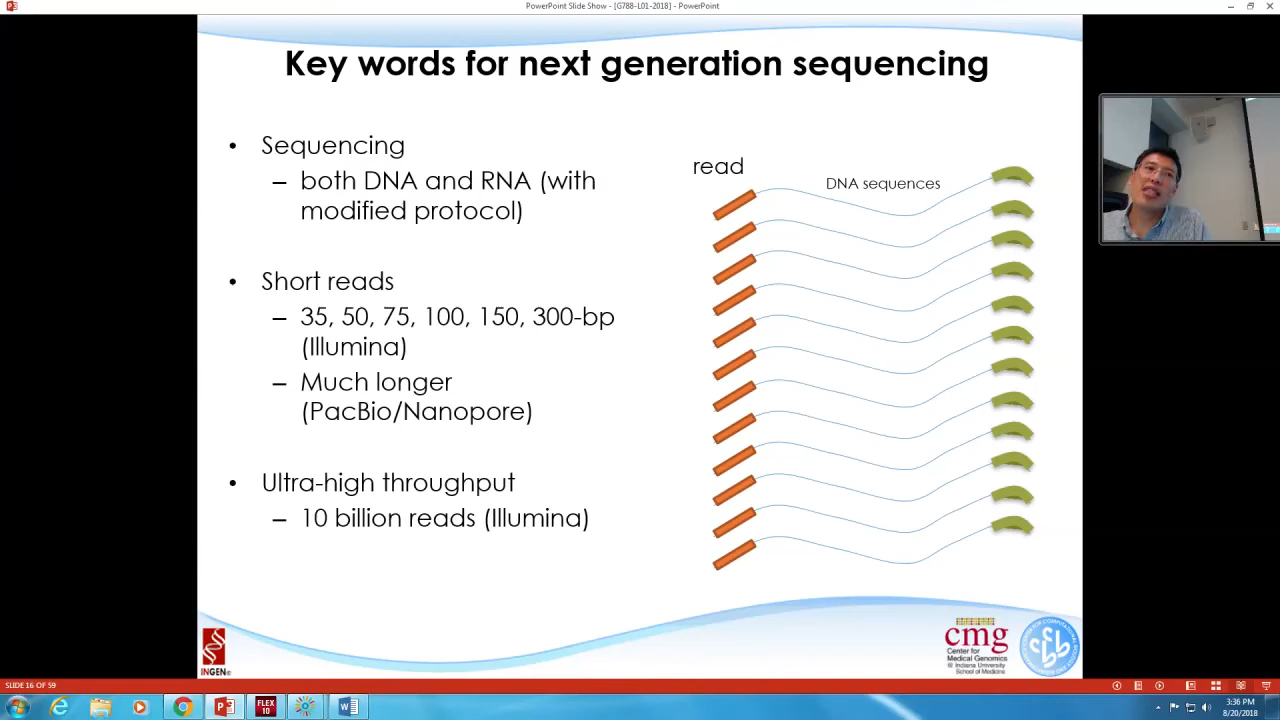 PowerPoint Slide Show - [G788-L01-2018] - PowerPoint
Key words for next generation sequencing
• Sequencing
– both DNA and RNA (with
modified protocol)
• Short reads
– 35, 50, 75, 100, 150, 300-bp
(Illumina)
– Much longer
(PacBio/Nanopore)
• Ultra-high throughput
– 10 billion reads (Illumina)
read
DNA sequences
INGEN®
cmg
Center for
Medical Genomics
@ Indiana University
School of Medicine
SLIDE 16 OF 59
FLEX
10
3:36 PM
8/20/2018